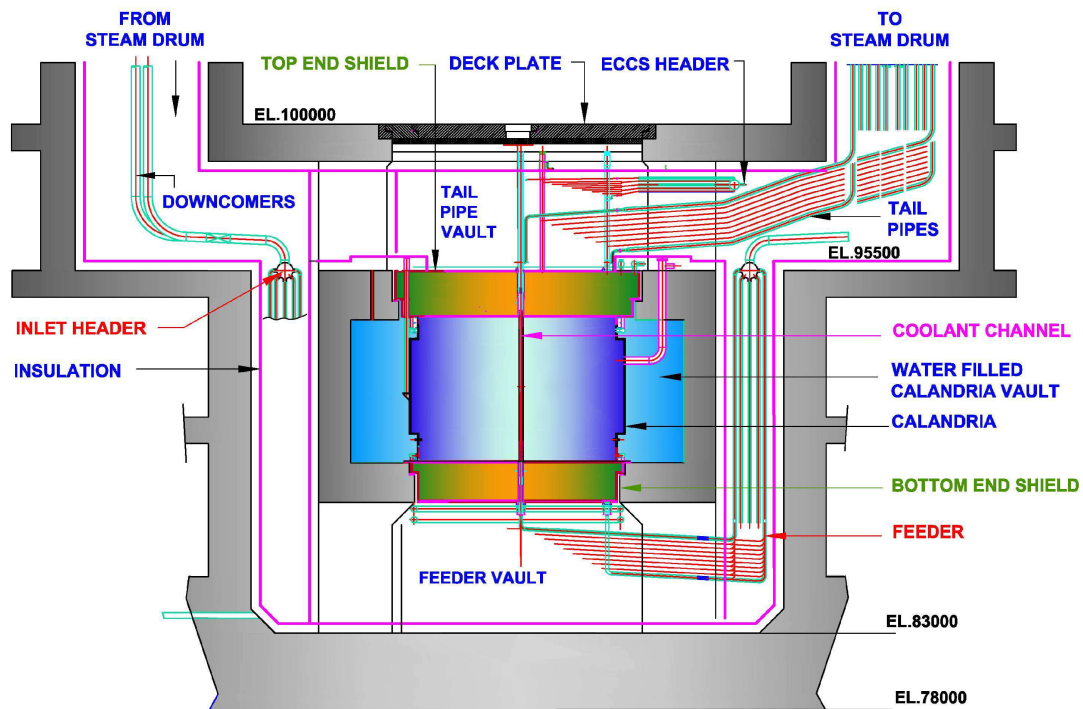 FROM
STEAM DRUM
TO
STEAM DRUM
TOP END SHIELD
DECK PLATE
ECCS HEADER
EL.100000
DOWNCOMERS
TAIL
PIPE
VAULT
TAIL
PIPES
EL.95500
INLET HEADER
COOLANT CHANNEL
INSULATION
WATER FILLED
CALANDRIA VAULT
CALANDRIA
BOTTOM END SHIELD
FEEDER
FEEDER VAULT
EL.83000
EL.78000